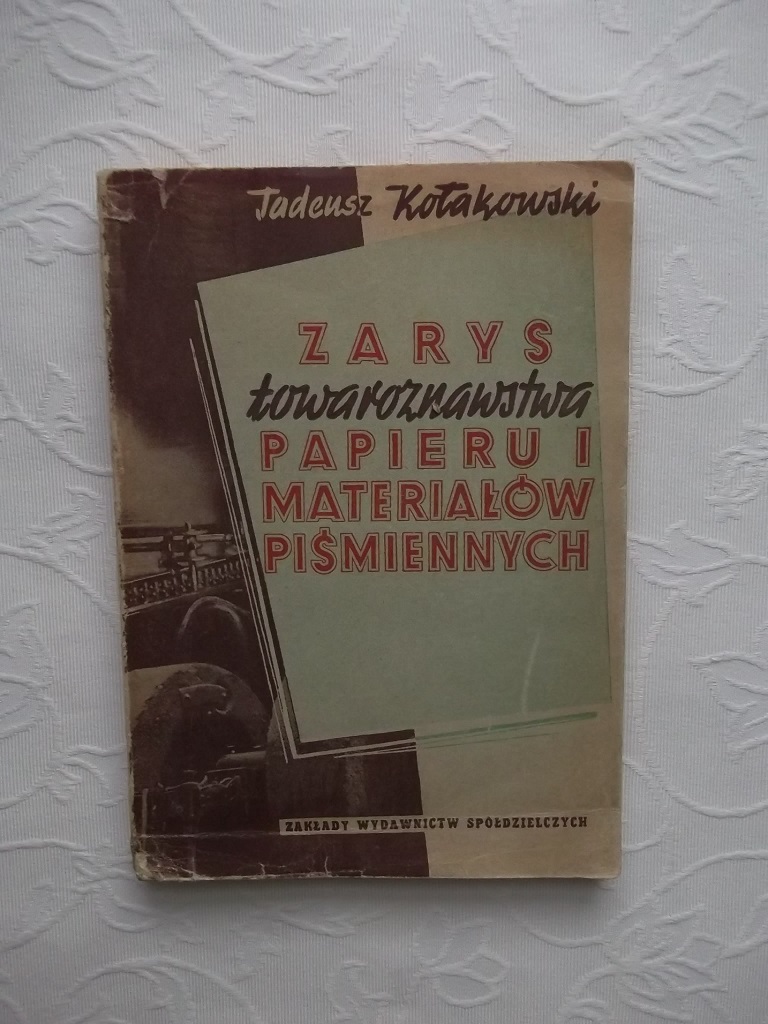 Tadeusz Kołakowski
ZARYS
towaroznawstwa
PAPIERU I
MATERIAŁÓW
PIŚMIENNYCH
ZAKŁADY WYDAWNICTW SPÓŁDZIELCZYCH